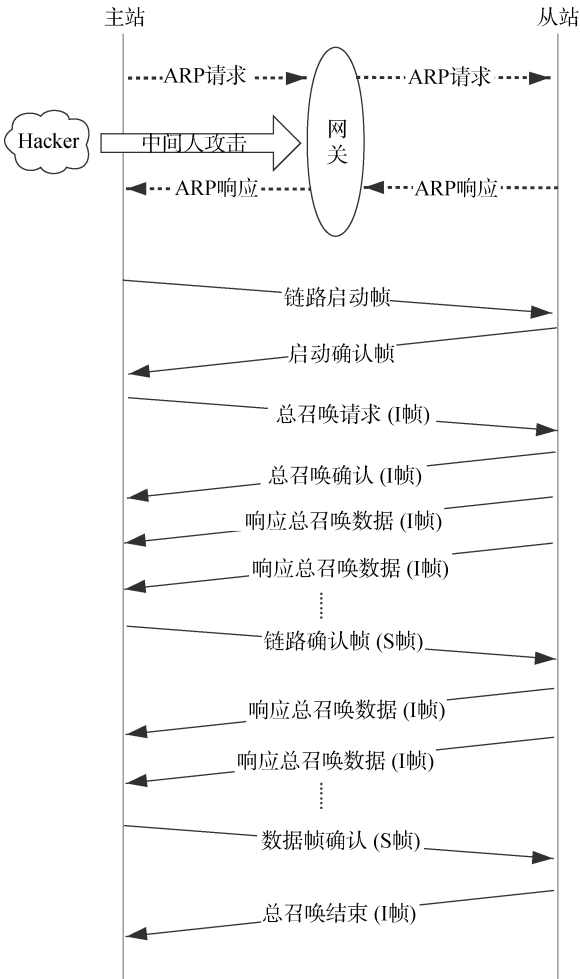 主站
从站
ARP请求
ARP请求
Hacker
中间人攻击
网
关
ARP响应
ARP响应
链路启动帧
启动确认帧
总召唤请求 (I帧)
总召唤确认 (I帧)
响应总召唤数据 (I帧)
响应总召唤数据 (I帧)
链路确认帧 (S帧)
响应总召唤数据 (I帧)
响应总召唤数据 (I帧)
数据帧确认 (S帧)
总召唤结束 (I帧)